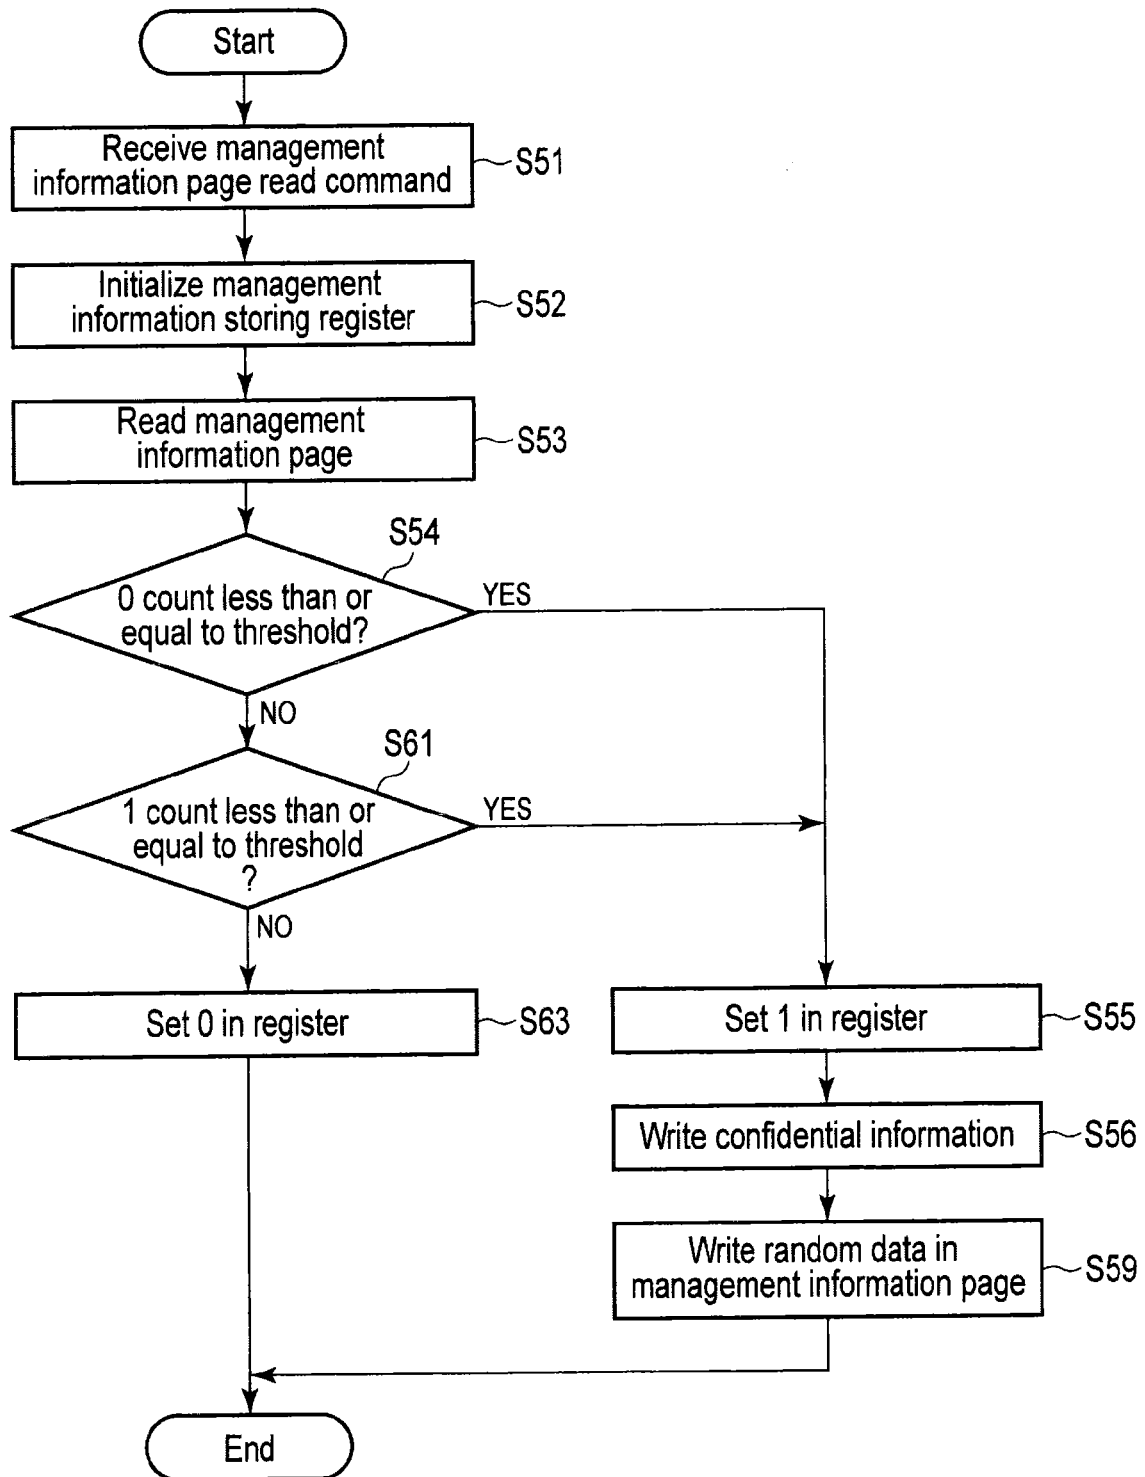 Start
Receive management
information page read command
S51
Initialize management
information storing register
S52
Read management
information page
S53
S54
0 count less than or
equal to threshold?
YES
NO
S61
1 count less than or
equal to threshold
?
YES
NO
Set 0 in register
S63
Set 1 in register
S55
Write confidential information
S56
Write random data in
management information page
S59
End